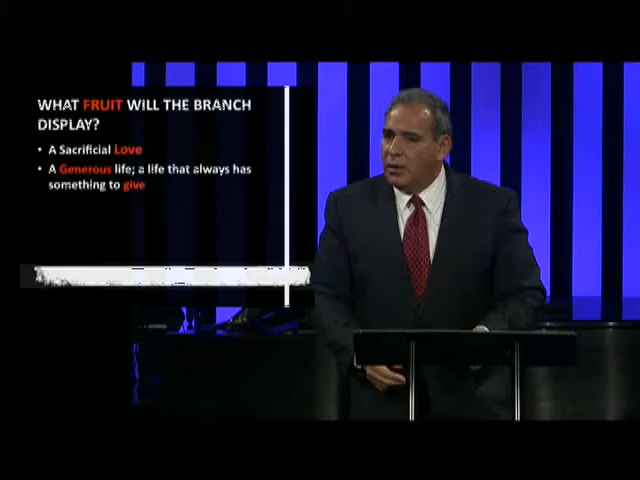 WHAT FRUIT WILL THE BRANCH
DISPLAY?
• A Sacrificial Love
• A Generous life; a life that always has
something to give